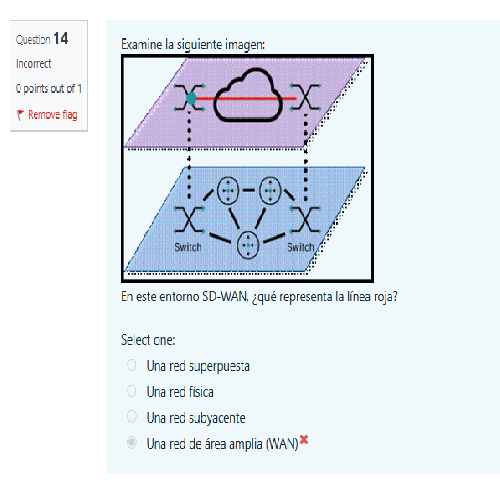 Question 14
Incorrect
0 points out of 1
Remove flag
Examine la siguiente imagen:
Switch
Switch
En este entorno SD-WAN, ¿qué representa la línea roja?
Select one:
Una red superpuesta
Una red física
Una red subyacente
Una red de área amplia (WAN)